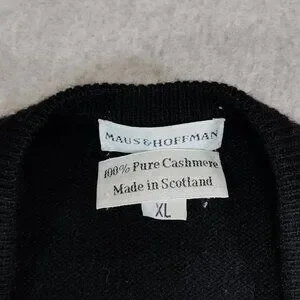 MAUS & HOFFMAN
100% Pure Cashmere
Made in Scotland
XL